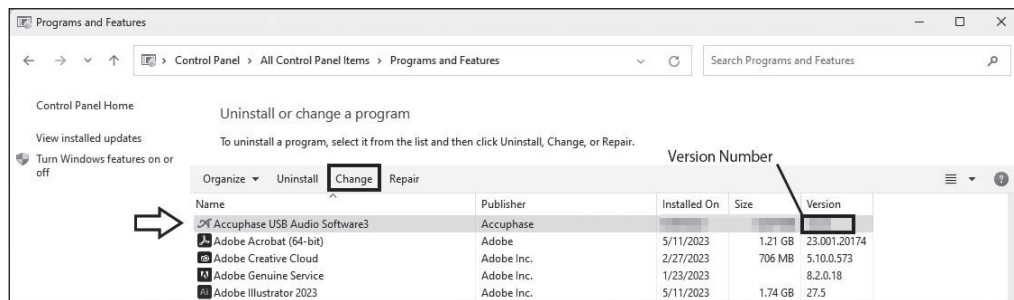 Programs and Features
Control Panel > All Control Panel Items > Programs and Features
Search Programs and Features
Control Panel Home
View installed updates
Turn Windows features on or
off
Uninstall or change a program
To uninstall a program, select it from the list and then click Uninstall, Change, or Repair.
Version Number
Organize Uninstall Change Repair
Name Publisher Installed On Size Version
Accuphase USB Audio Software3 Accuphase
Adobe Acrobat (64-bit) Adobe 5/11/2023 1.21 GB 23.001.20174
Adobe Creative Cloud Adobe Inc. 2/27/2023 706 MB 5.10.0.573
Adobe Genuine Service Adobe Inc. 1/23/2023 8.2.0.18
Ai Adobe Illustrator 2023 Adobe Inc. 5/11/2023 1.74 GB 27.5